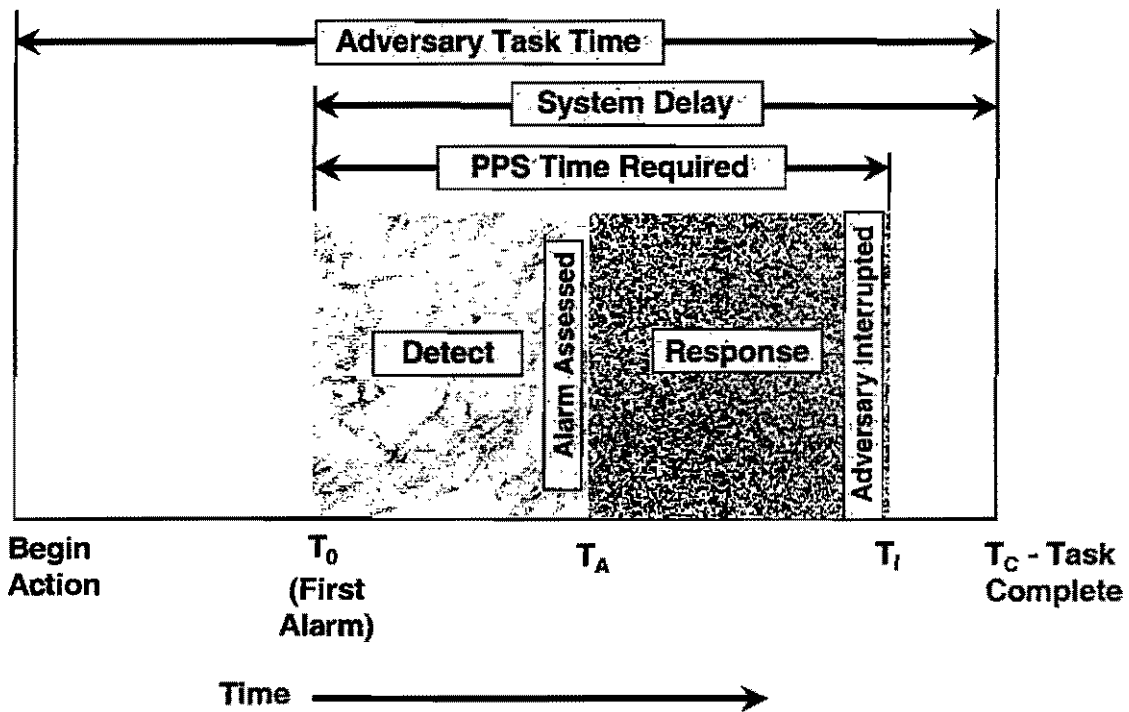 Adversary Task Time
System Delay
PPS Time Required
Detect
Alarm Assessed
Response
Adversary Interrupted
Begin
Action
T0
(First
Alarm)
TA
TI
TC - Task
Complete
Time